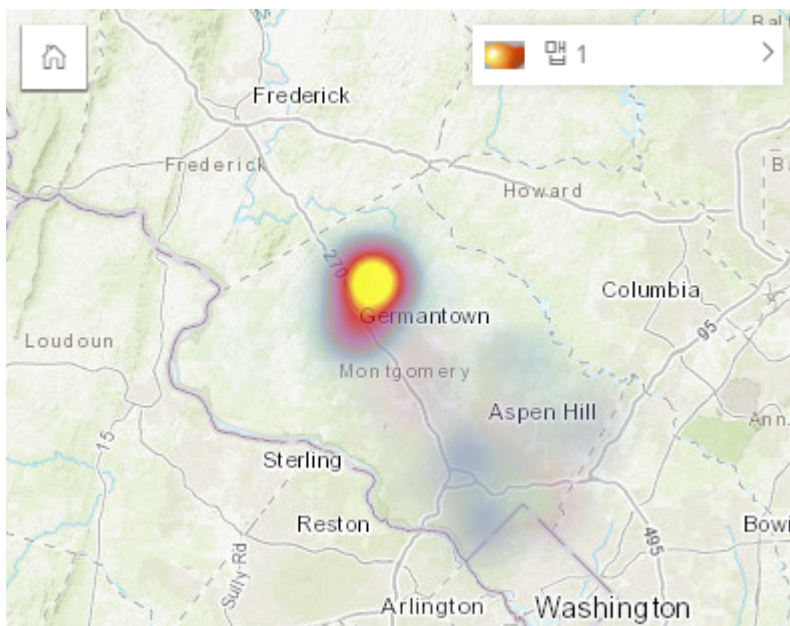 맵 1
Frederick
Frederick
Howard
270
Columbia
Germantown
95
Loudoun
Montgomery
Aspen Hill
Ann
15
Sterling
Reston
495
Sully-Rd
Arlington
Washington